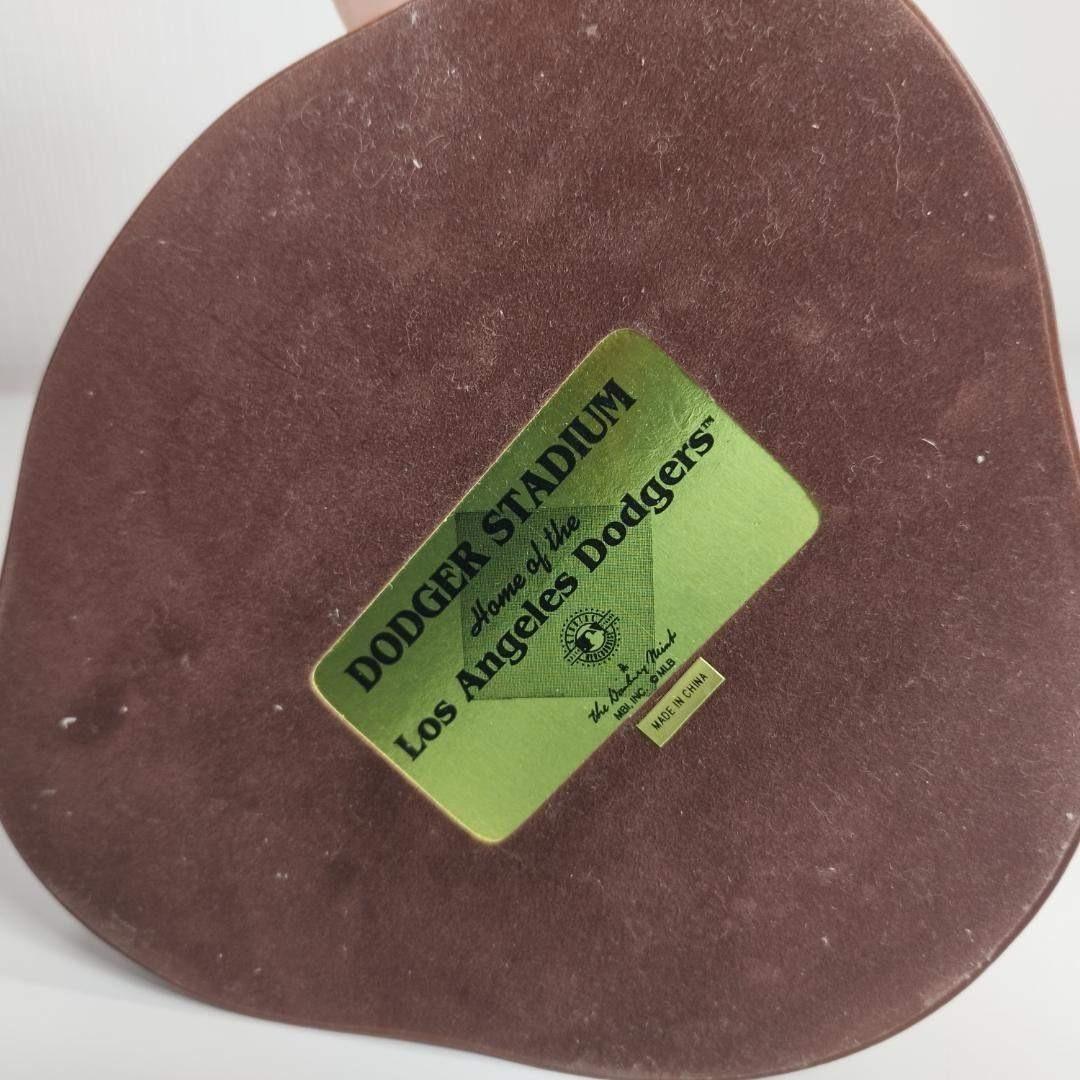 DODGER STADIUM
Home of the
Los Angeles Dodgers™
The Danbury Mint
MBI, INC. © MLB
MADE IN CHINA